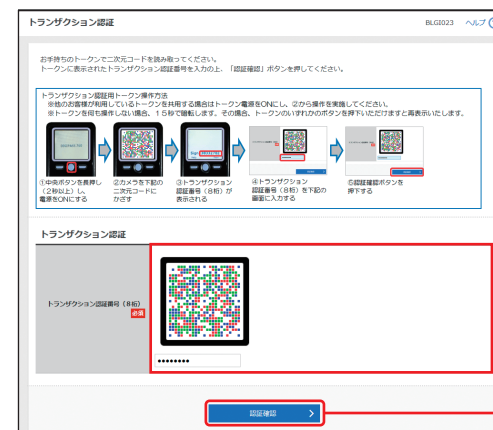 トランザクション認証
BLGI023 ヘルプ
お手持ちのトークンで二次元コードを読み取ってください。
トークンに表示されたトランザクション認証番号を入力の上、「認証確認」ボタンを押してください。
トランザクション認証用トークン操作方法
※他のお客様が利用しているトークンを共用する場合はトークン電源をONにし、②から操作を実施してください。
※トークンを何も操作しない場合、15秒で暗転します。その場合、トークンのいずれかのボタンを押下いただけますと再表示いたします。
①中央ボタンを長押し
(2秒以上)し、
電源をONにする
②カメラを下記の
二次元コードに
かざす
③トランザクション
認証番号(8桁)が
表示される
④トランザクション
認証番号(8桁)を下記の
画面に入力する
⑤認証確認ボタンを
押下する
トランザクション認証
トランザクション認証番号(8桁)
必須
••••••••
認証確認